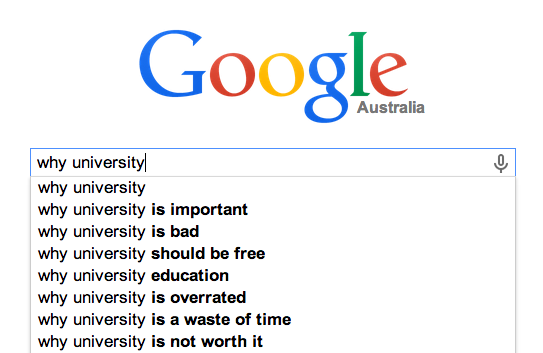 Google
Australia
why university
why university
why university is important
why university is bad
why university should be free
why university education
why university is overrated
why university is a waste of time
why university is not worth it